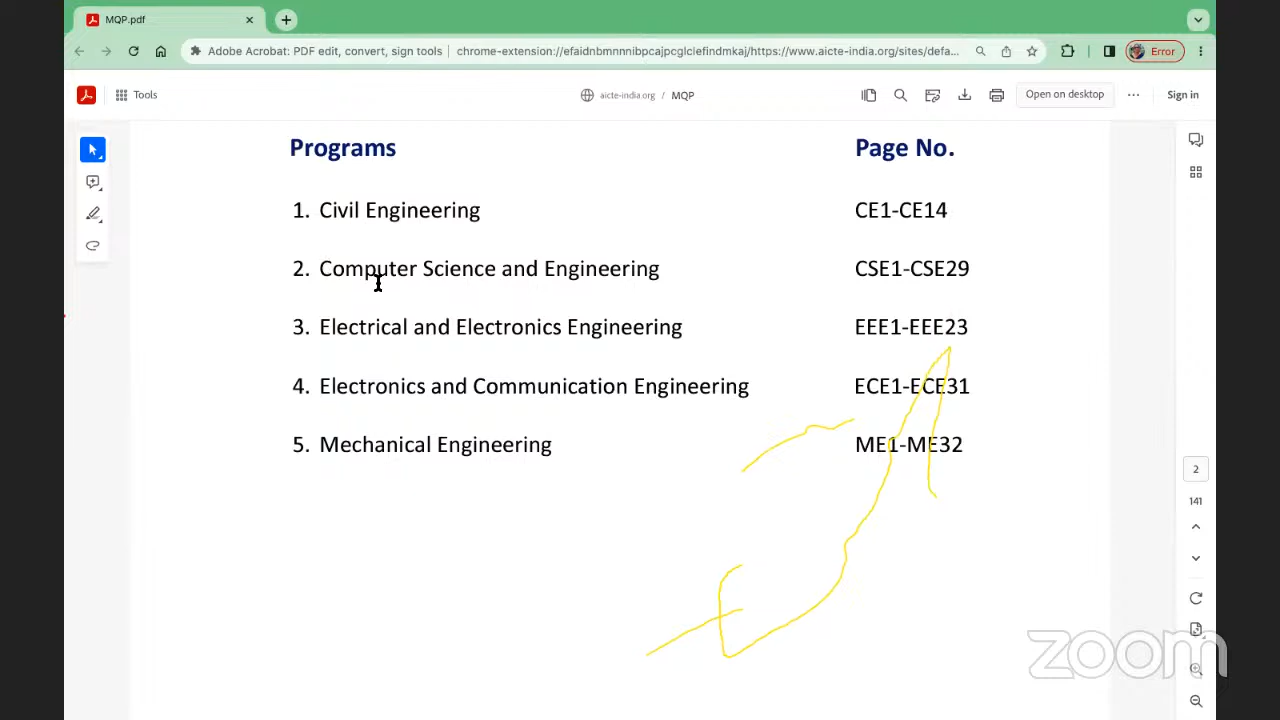 MQP.pdf
Adobe Acrobat: PDF edit, convert, sign tools
chrome-extension://efaidnbmnnnibpcajpcglclefindmkaj/https://www.aicte-india.org/sites/defa...
Error
Tools
aicte-india.org / MQP
Open on desktop
Sign in
Programs Page No.
1. Civil Engineering CE1-CE14
2. Computer Science and Engineering CSE1-CSE29
3. Electrical and Electronics Engineering EEE1-EEE23
4. Electronics and Communication Engineering ECE1-ECE31
5. Mechanical Engineering ME1-ME32
2
141
zoom